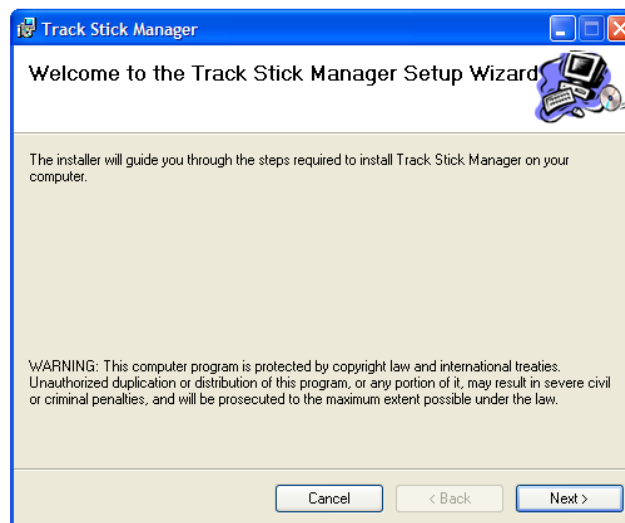 Track Stick Manager
Welcome to the Track Stick Manager Setup Wizard
The installer will guide you through the steps required to install Track Stick Manager on your
computer.
WARNING: This computer program is protected by copyright law and international treaties.
Unauthorized duplication or distribution of this program, or any portion of it, may result in severe civil
or criminal penalties, and will be prosecuted to the maximum extent possible under the law.
Cancel
< Back
Next >